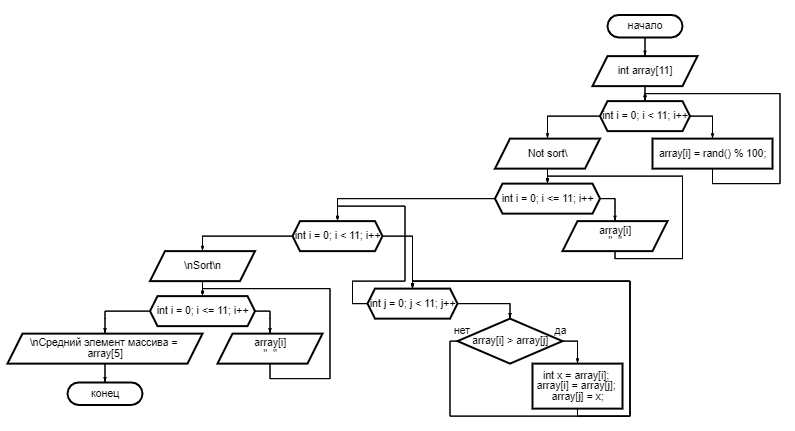 начало
int array[11]
int i = 0; i < 11; i++
array[i] = rand() % 100;
Not sort\
int i = 0; i <= 11; i++
array[i]
" "
int i = 0; i < 11; i++
\nSort\n
int i = 0; i <= 11; i++
array[i]
" "
\nСредний элемент массива =
array[5]
конец
int j = 0; j < 11; j++
нет
да
array[i] > array[j]
int x = array[i];
array[i] = array[j];
array[j] = x;